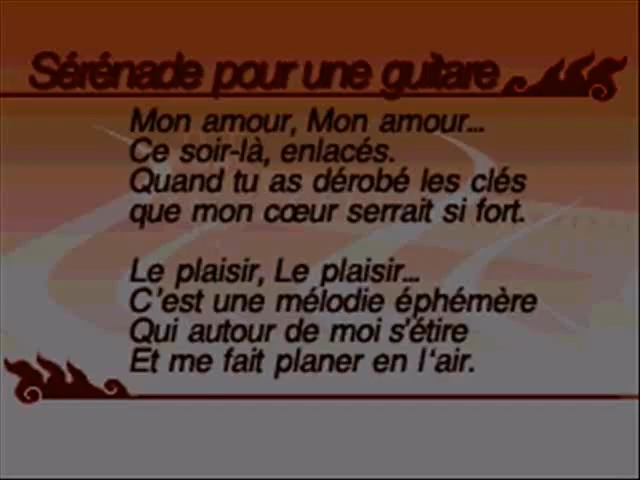 Sérénade pour une guitare
Mon amour, Mon amour...
Ce soir-là, enlacés.
Quand tu as dérobé les clés
que mon cœur serrait si fort.
Le plaisir, Le plaisir...
C'est une mélodie éphémère
Qui autour de moi s'étire
Et me fait planer en l‘air.